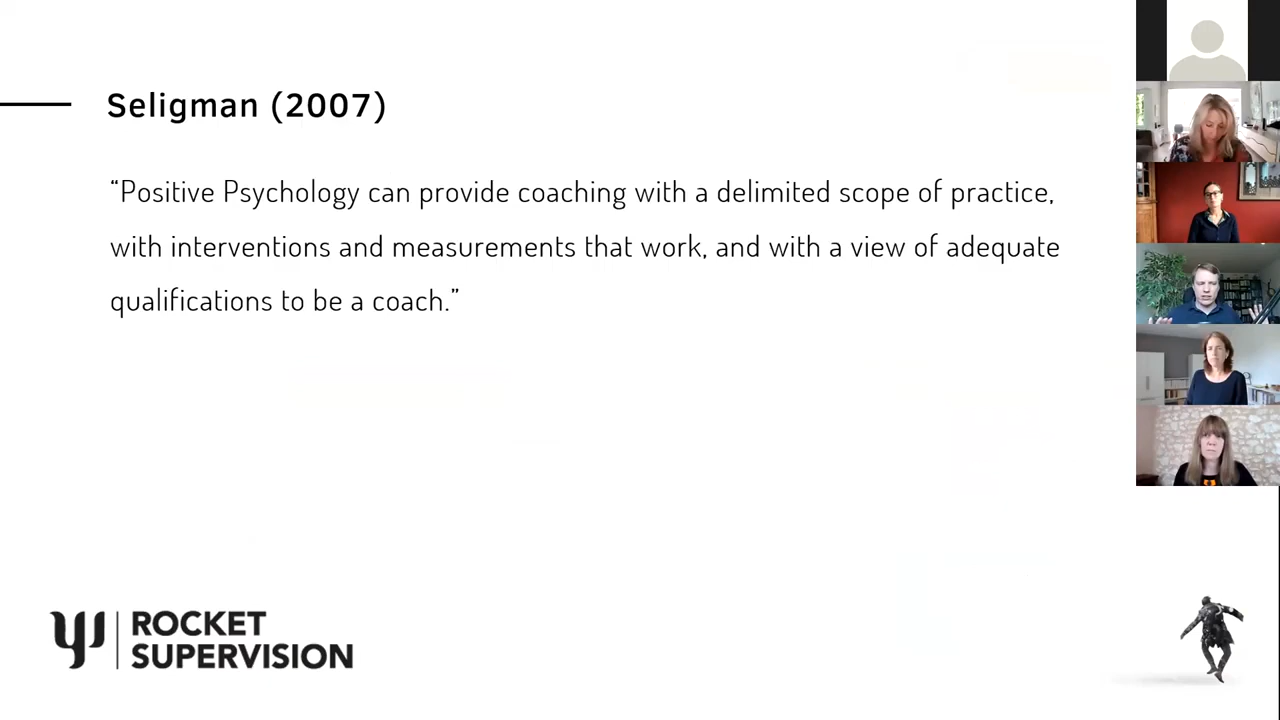 Seligman (2007)
“Positive Psychology can provide coaching with a delimited scope of practice,
with interventions and measurements that work, and with a view of adequate
qualifications to be a coach.”
ROCKET
SUPERVISION